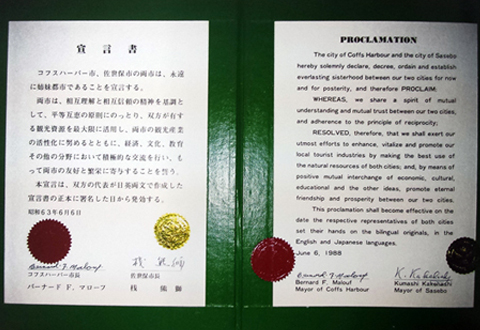 宣言書
コフスハーバー市、佐世保市の両市は、永遠
に姉妹都市であることを宣言する。
両市は、相互理解と相互信頼の精神を基調と
して、平等互恵の原則にのっとり、双方が有す
る観光資源を最大限に活用し、両市の観光産業
の活性化に努めるとともに、経済、文化、教育
その他の分野において積極的な交流を行い、も
って両市の友好と繁栄に寄与することを誓う。
本宣言は、双方の代表が日英両文で作成した
宣言書の正本に署名した日から発効する。
昭和63年6月6日
Bernard F. Malouf
コフスハーバー市長
佐世保市長
バーナード F. マローフ
桟 熊獅
PROCLAMATION
The city of Coffs Harbour and the city of Sasebo
hereby solemnly declare, decree, ordain and establish
everlasting sisterhood between our two cities for now
and for posterity, and therefore PROCLAIM:
WHEREAS, we share a spirit of mutual
understanding and mutual trust between our two cities,
and adherence to the principle of reciprocity;
RESOLVED, therefore, that we shall exert our
utmost efforts to enhance, vitalize and promote our
local tourist industries by making the best use of
the natural resources of both cities; and, by means of
positive mutual interchange of economic, cultural,
educational and the other ideas, promote eternal
friendship and prosperity between our two cities.
This proclamation shall become effective on
the date the respective representatives of both cities
set their hands on the bilingual originals, in the
English and Japanese languages.
June 6, 1988
Bernard F. Malouf
K. Kakehashi
Bernard F. Malouf
Kumashi Kakehashi
Mayor of Coffs Harbour
Mayor of Sasebo